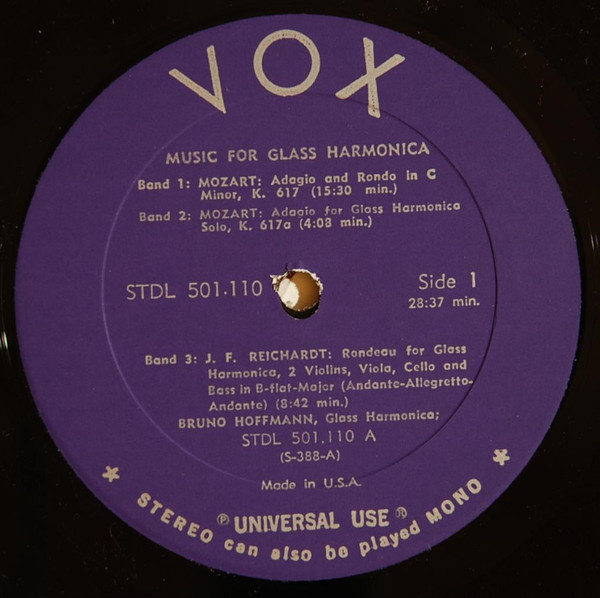 VOX
MUSIC FOR GLASS HARMONICA
Band 1: MOZART: Adagio and Rondo in C
Minor, K. 617 (15:30 min.)
Band 2: MOZART: Adagio for Glass Harmonica
Solo, K. 617a (4:08 min.)
STDL 501.110
Side 1
28:37 min.
Band 3: J. F. REICHARDT: Rondeau for Glass
Harmonica, 2 Violins, Viola, Cello and
Bass in B-flat-Major (Andante-Allegretto-
Andante) (8:42 min.)
BRUNO HOFFMANN, Glass Harmonica;
STDL 501.110 A
(S-388-A)
Made in U.S.A.
℗ UNIVERSAL USE ®
* STEREO can also be played MONO *